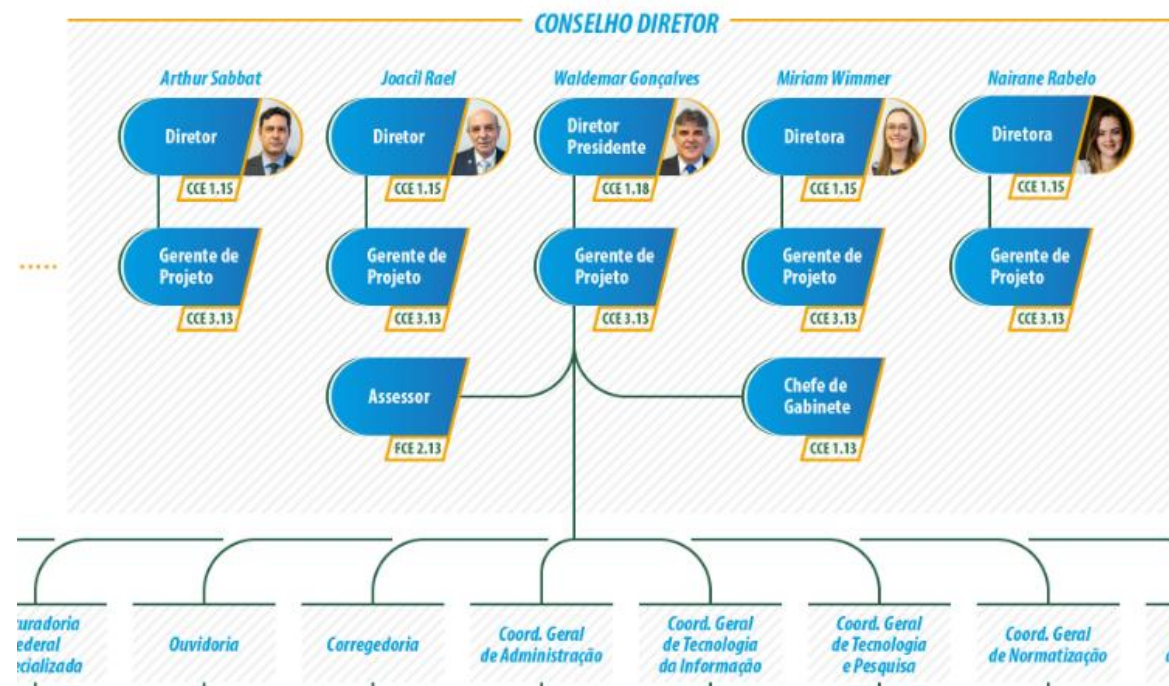 CONSELHO DIRETOR
Arthur Sabbat
Joacil Rael
Waldemar Gonçalves
Miriam Wimmer
Nairane Rabelo
Diretor
Diretor
Diretor
Presidente
Diretora
Diretora
CCE 1.15
CCE 1.15
CCE 1.18
CCE 1.15
CCE 1.15
Gerente de
Projeto
Gerente de
Projeto
Gerente de
Projeto
Gerente de
Projeto
Gerente de
Projeto
CCE 3.13
CCE 3.13
CCE 3.13
CCE 3.13
CCE 3.13
Assessor
Chefe de
Gabinete
FCE 2.13
CCE 1.13
curadoria
ederal
ecializada
Ouvidoria
Corregedoria
Coord. Geral
de Administração
Coord. Geral
de Tecnologia
da Informação
Coord. Geral
de Tecnologia
e Pesquisa
Coord. Geral
de Normatização